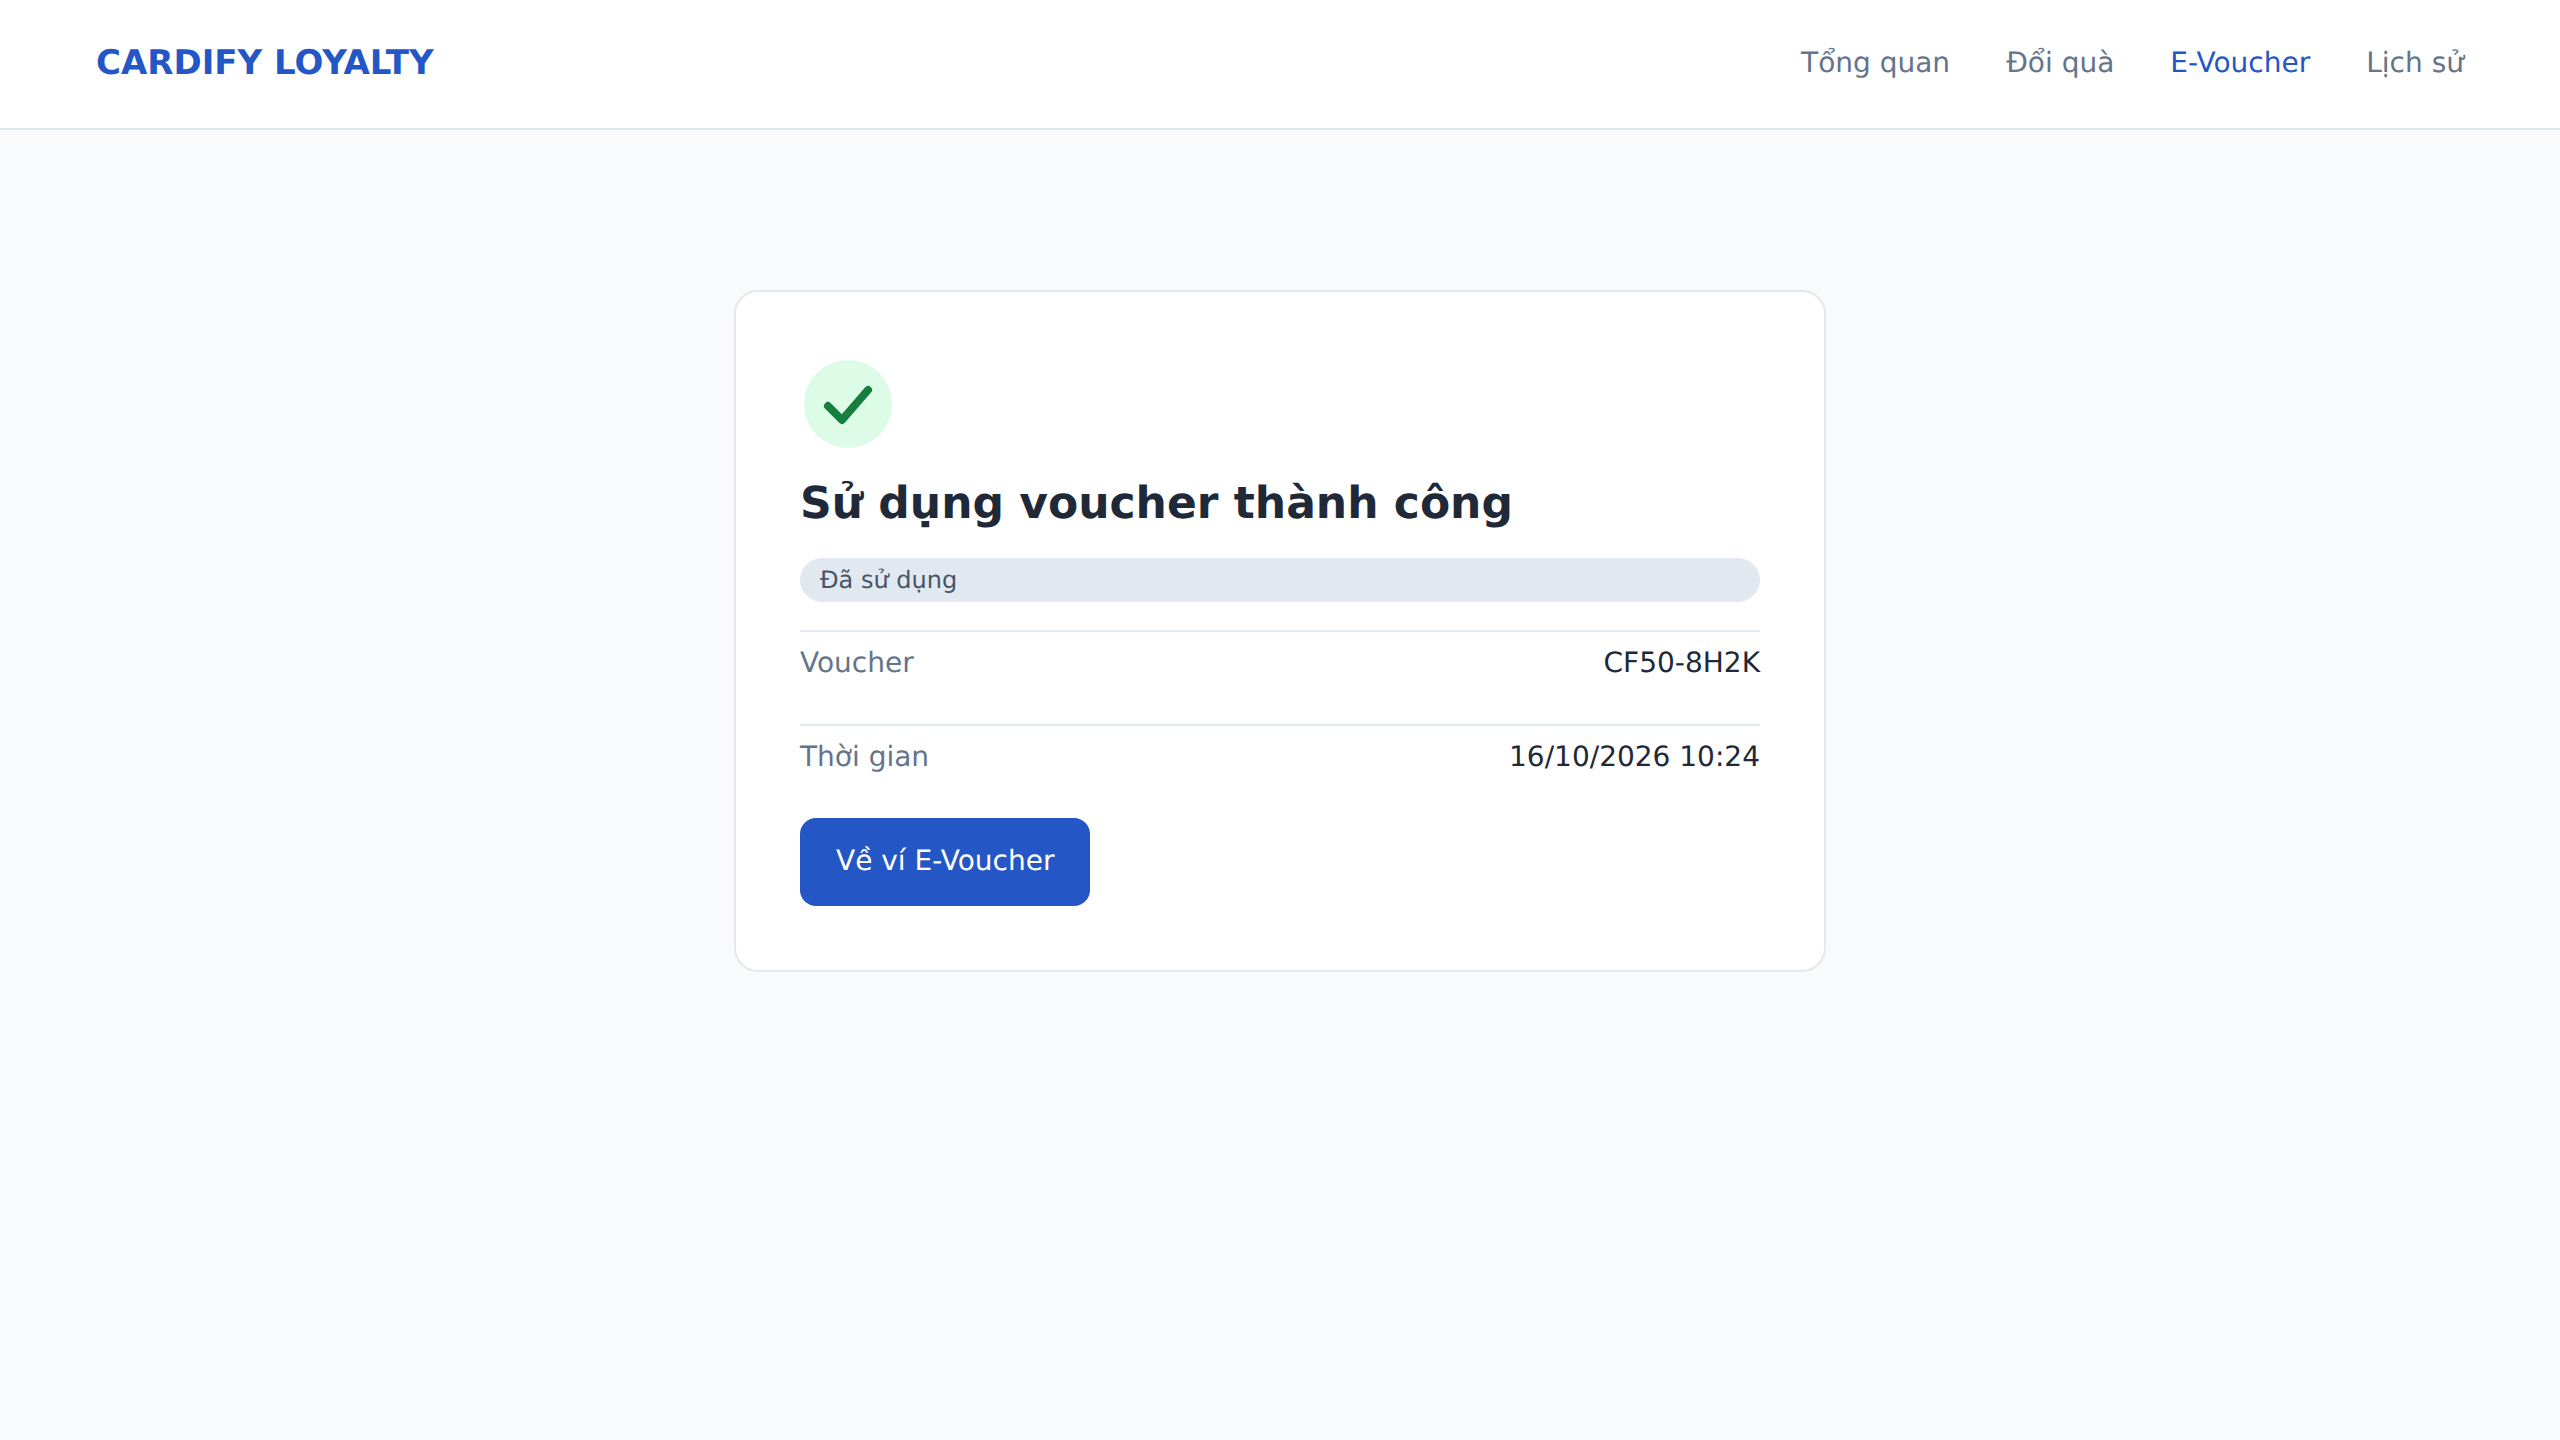 CARDIFY LOYALTY
Tổng quan
Đổi quà
E-Voucher
Lịch sử
Sử dụng voucher thành công
Đã sử dụng
Voucher CF50-8H2K
Thời gian 16/10/2026 10:24
Về ví E-Voucher